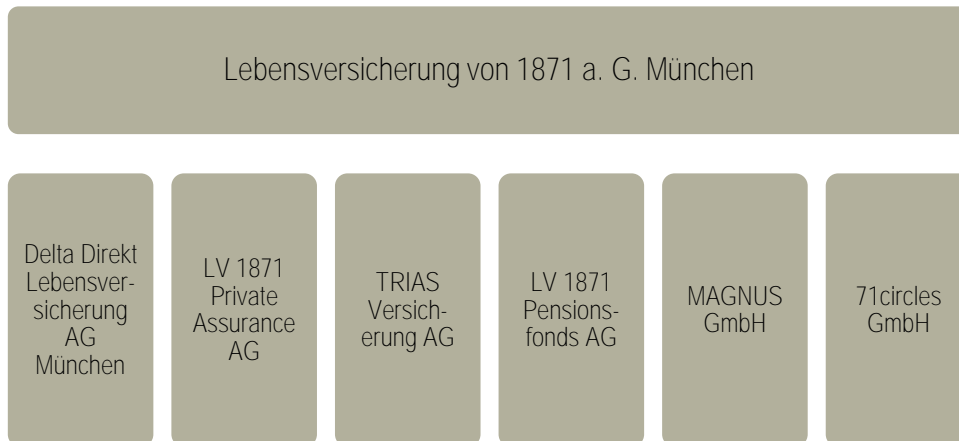 Lebensversicherung von 1871 a. G. München
Delta Direkt
Lebensver-
sicherung
AG
München
LV 1871
Private
Assurance
AG
TRIAS
Versich-
erung AG
LV 1871
Pensions-
fonds AG
MAGNUS
GmbH
71circles
GmbH